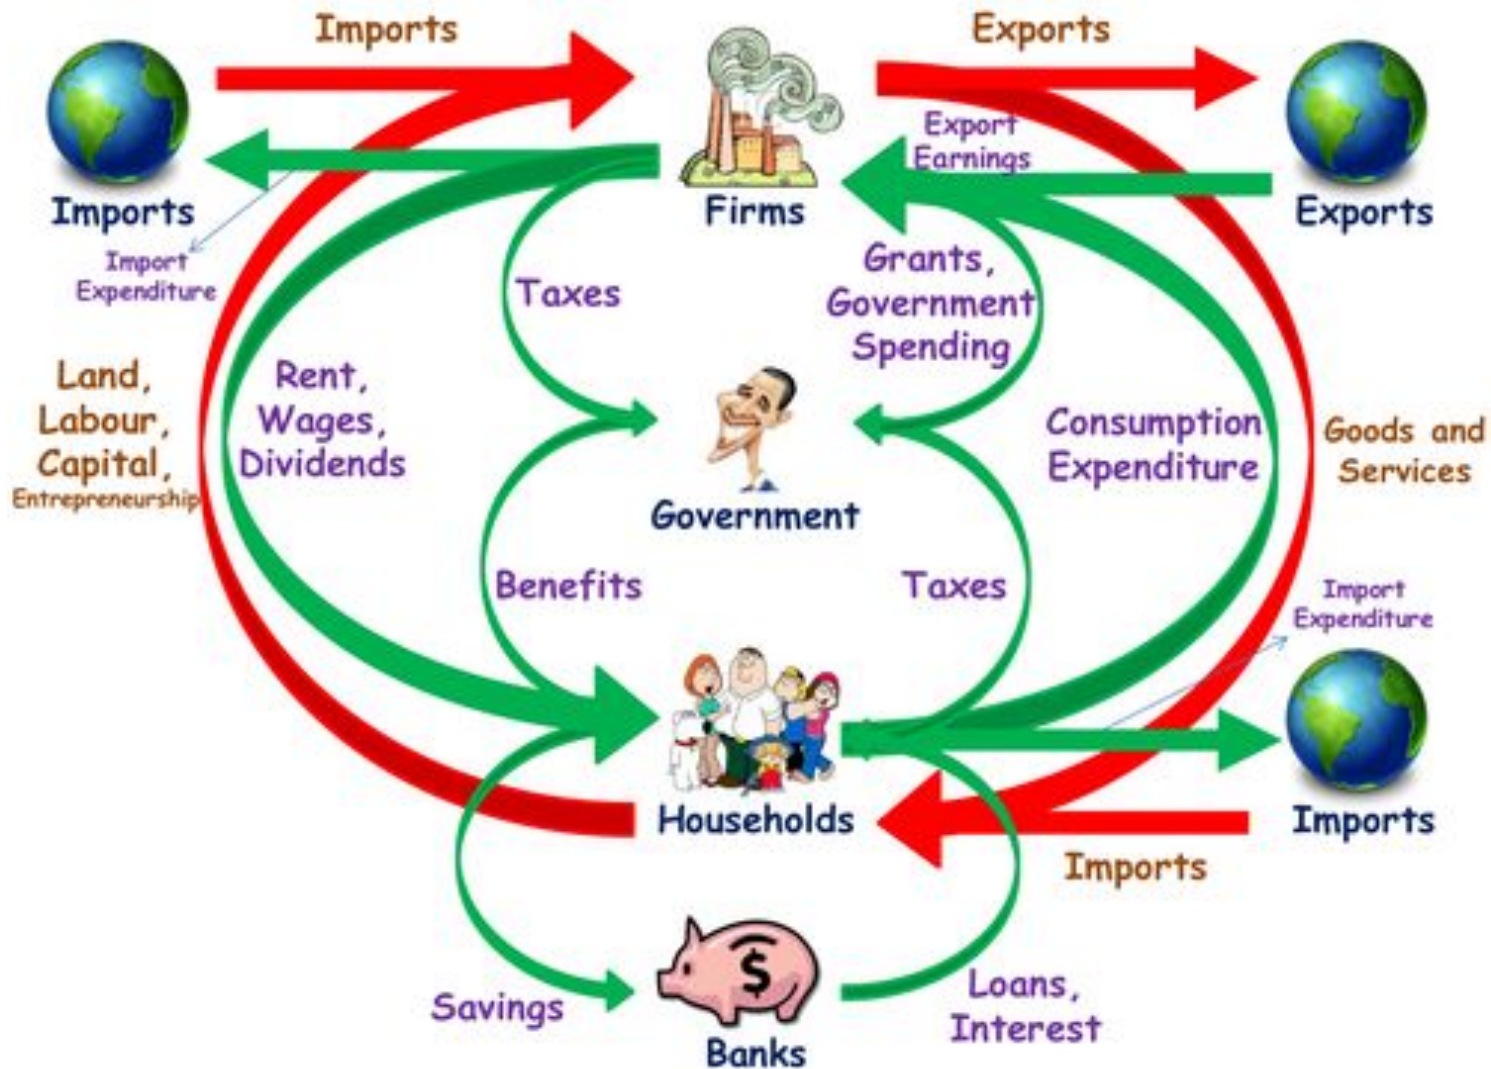 Imports
Exports
Export
Earnings
Imports
Firms
Exports
Import
Expenditure
Taxes
Grants,
Government
Spending
Land,
Labour,
Capital,
Entrepreneurship
Rent,
Wages,
Dividends
Consumption
Expenditure
Goods and
Services
Government
Benefits
Taxes
Import
Expenditure
Households
Imports
Imports
$
Savings
Loans,
Interest
Banks